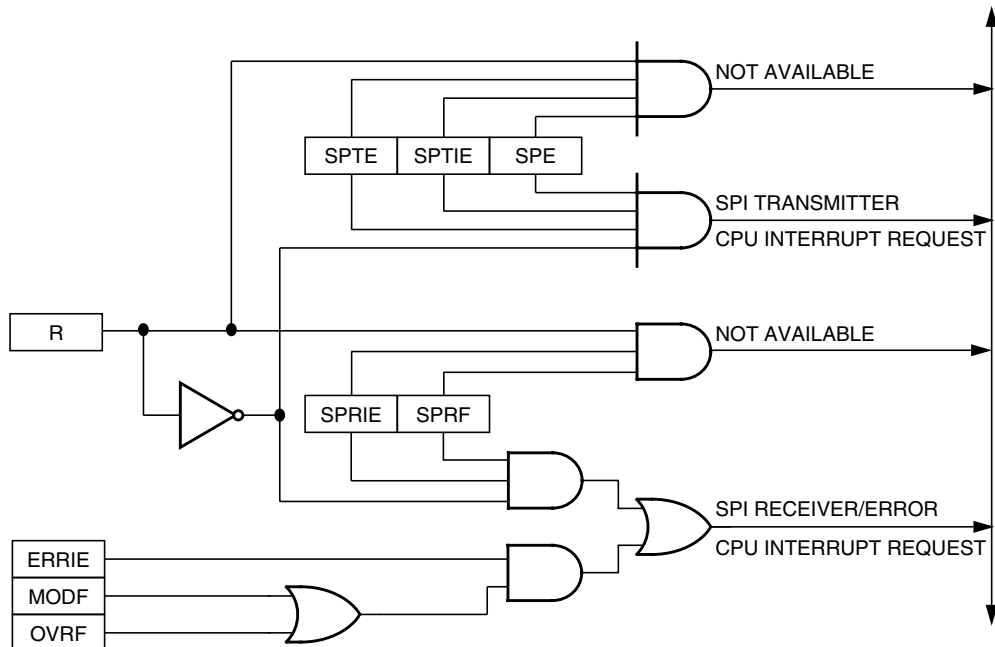 NOT AVAILABLE
SPTE
SPTIE
SPE
SPI TRANSMITTER
CPU INTERRUPT REQUEST
R
NOT AVAILABLE
SPRIE
SPRF
SPI RECEIVER/ERROR
CPU INTERRUPT REQUEST
ERRIE
MODF
OVRF